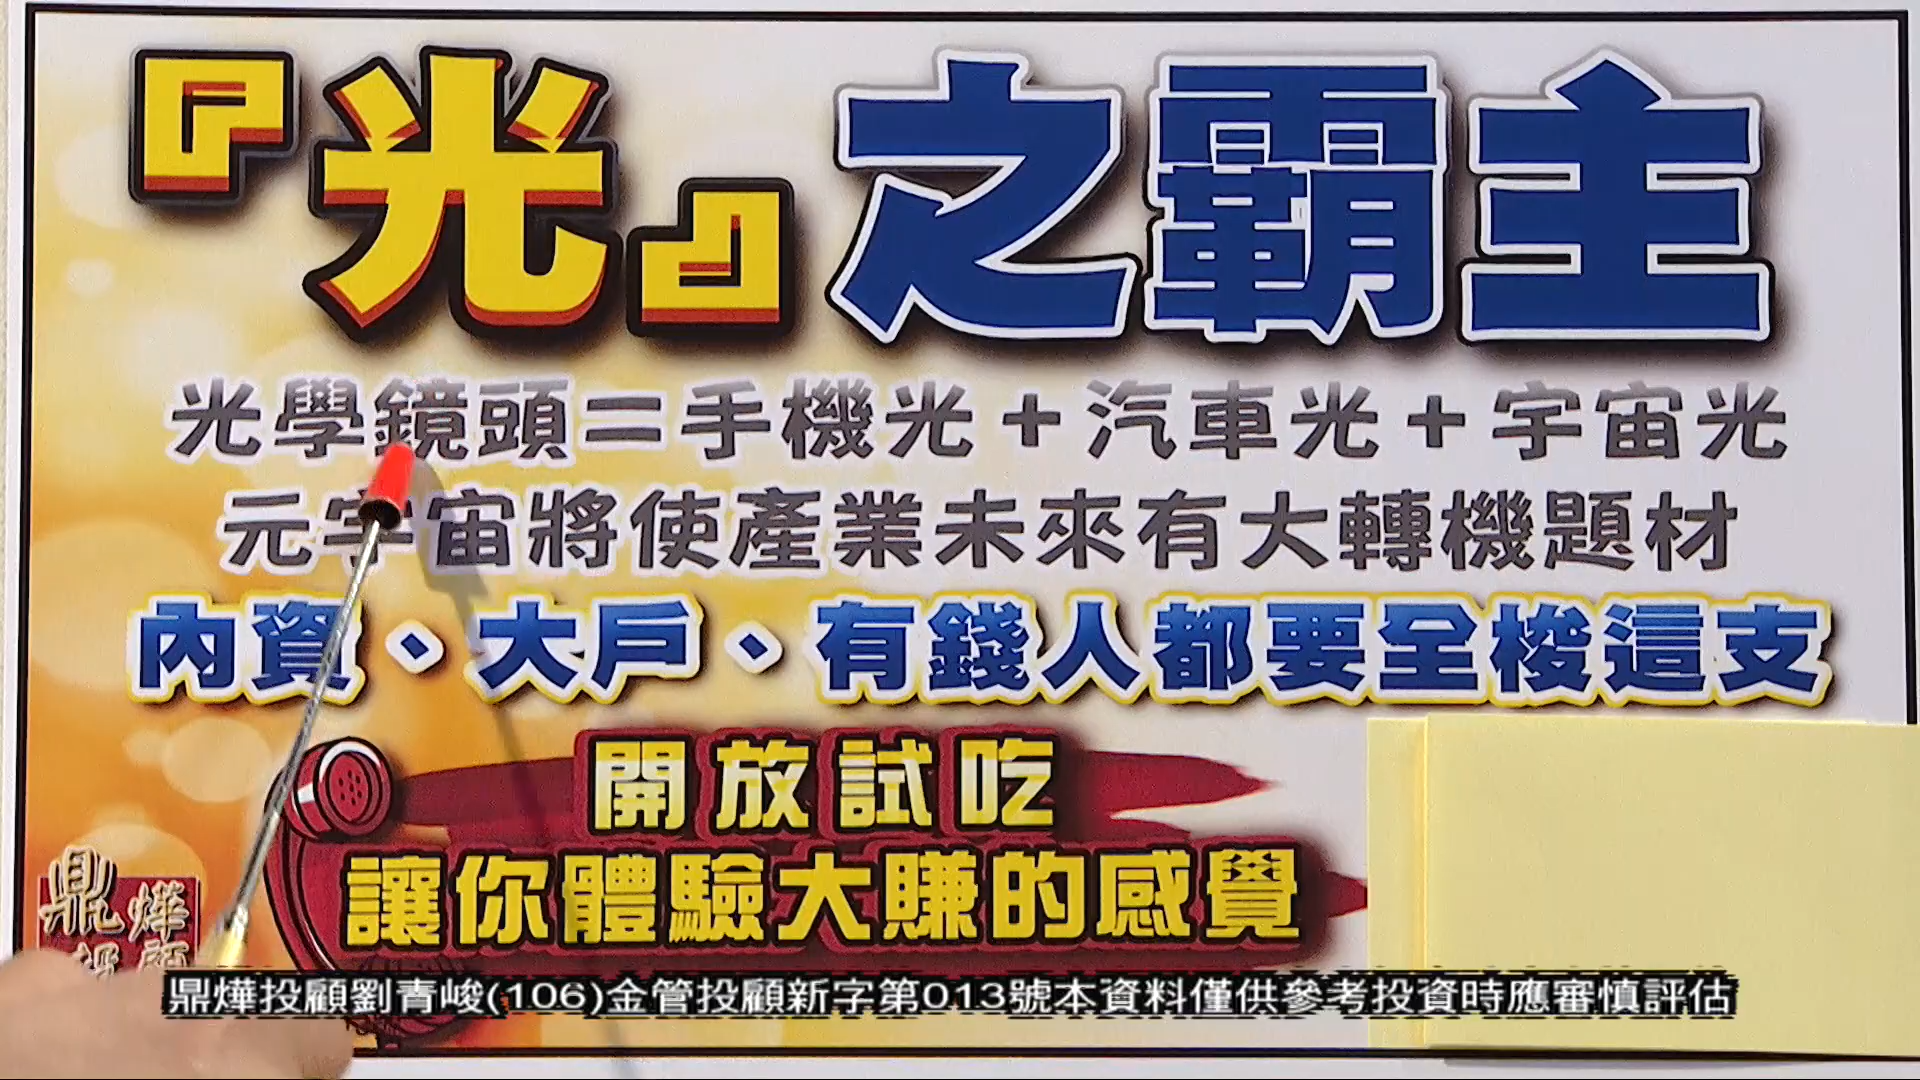 『光』之霸主
光學鏡頭＝手機光＋汽車光＋宇宙光
元宇宙將使產業未來有大轉機題材
內資、大戶、有錢人都要全梭這支
開放試吃
讓你體驗大賺的感覺
鼎燁
投顧
鼎燁投顧劉青峻(106)金管投顧新字第013號本資料僅供參考投資時應審慎評估